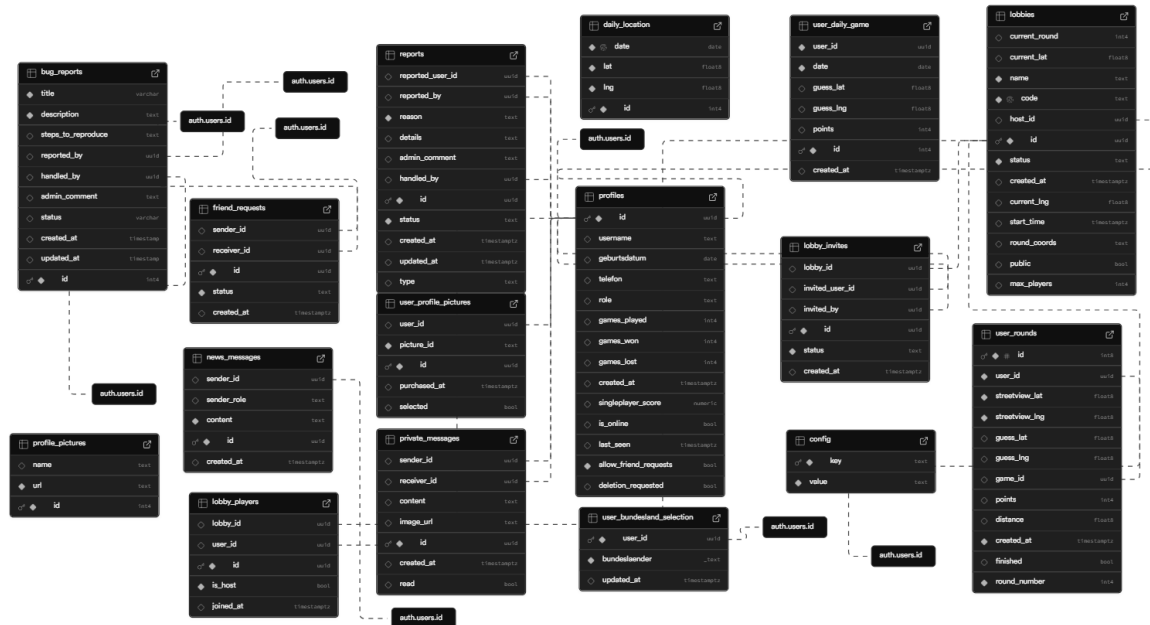 bug_reports
title varchar
description text
steps_to_reproduce text
reported_by uuid
handled_by uuid
admin_comment text
status varchar
created_at timestamp
updated_at timestamp
id int4
auth.users.id
auth.users.id
auth.users.id
friend_requests
sender_id uuid
receiver_id uuid
id uuid
status text
created_at timestamptz
news_messages
sender_id uuid
sender_role text
content text
id uuid
created_at timestamptz
auth.users.id
profile_pictures
name text
url text
id int4
lobby_players
lobby_id uuid
user_id uuid
id uuid
is_host bool
joined_at timestamptz
reports
reported_user_id uuid
reported_by uuid
reason text
details text
admin_comment text
handled_by uuid
id uuid
status text
created_at timestamptz
updated_at timestamptz
type text
user_profile_pictures
user_id uuid
picture_id int4
id uuid
purchased_at timestamptz
selected bool
private_messages
sender_id uuid
receiver_id uuid
content text
image_url text
id uuid
created_at timestamptz
read bool
auth.users.id
daily_location
date date
lat float8
lng float8
id int4
auth.users.id
profiles
id uuid
username text
geburtsdatum date
telefon text
role text
games_played int4
games_won int4
games_lost int4
created_at timestamptz
singleplayer_score numeric
is_online bool
last_seen timestamptz
allow_friend_requests bool
deletion_requested bool
user_bundesland_selection
user_id uuid
bundeslaender _text
updated_at timestamptz
auth.users.id
user_daily_game
user_id uuid
date date
guess_lat float8
guess_lng float8
points int4
id int4
created_at timestamptz
lobby_invites
lobby_id uuid
invited_user_id uuid
invited_by uuid
id uuid
status text
created_at timestamptz
config
key text
value text
auth.users.id
lobbies
current_round int4
current_lat float8
name text
code text
host_id uuid
id uuid
status text
created_at timestamptz
current_lng float8
start_time timestamptz
round_coords text
public bool
max_players int4
user_rounds
id int8
user_id uuid
streetview_lat float8
streetview_lng float8
guess_lat float8
guess_lng float8
game_id uuid
points int4
distance float8
created_at timestamptz
finished bool
round_number int4